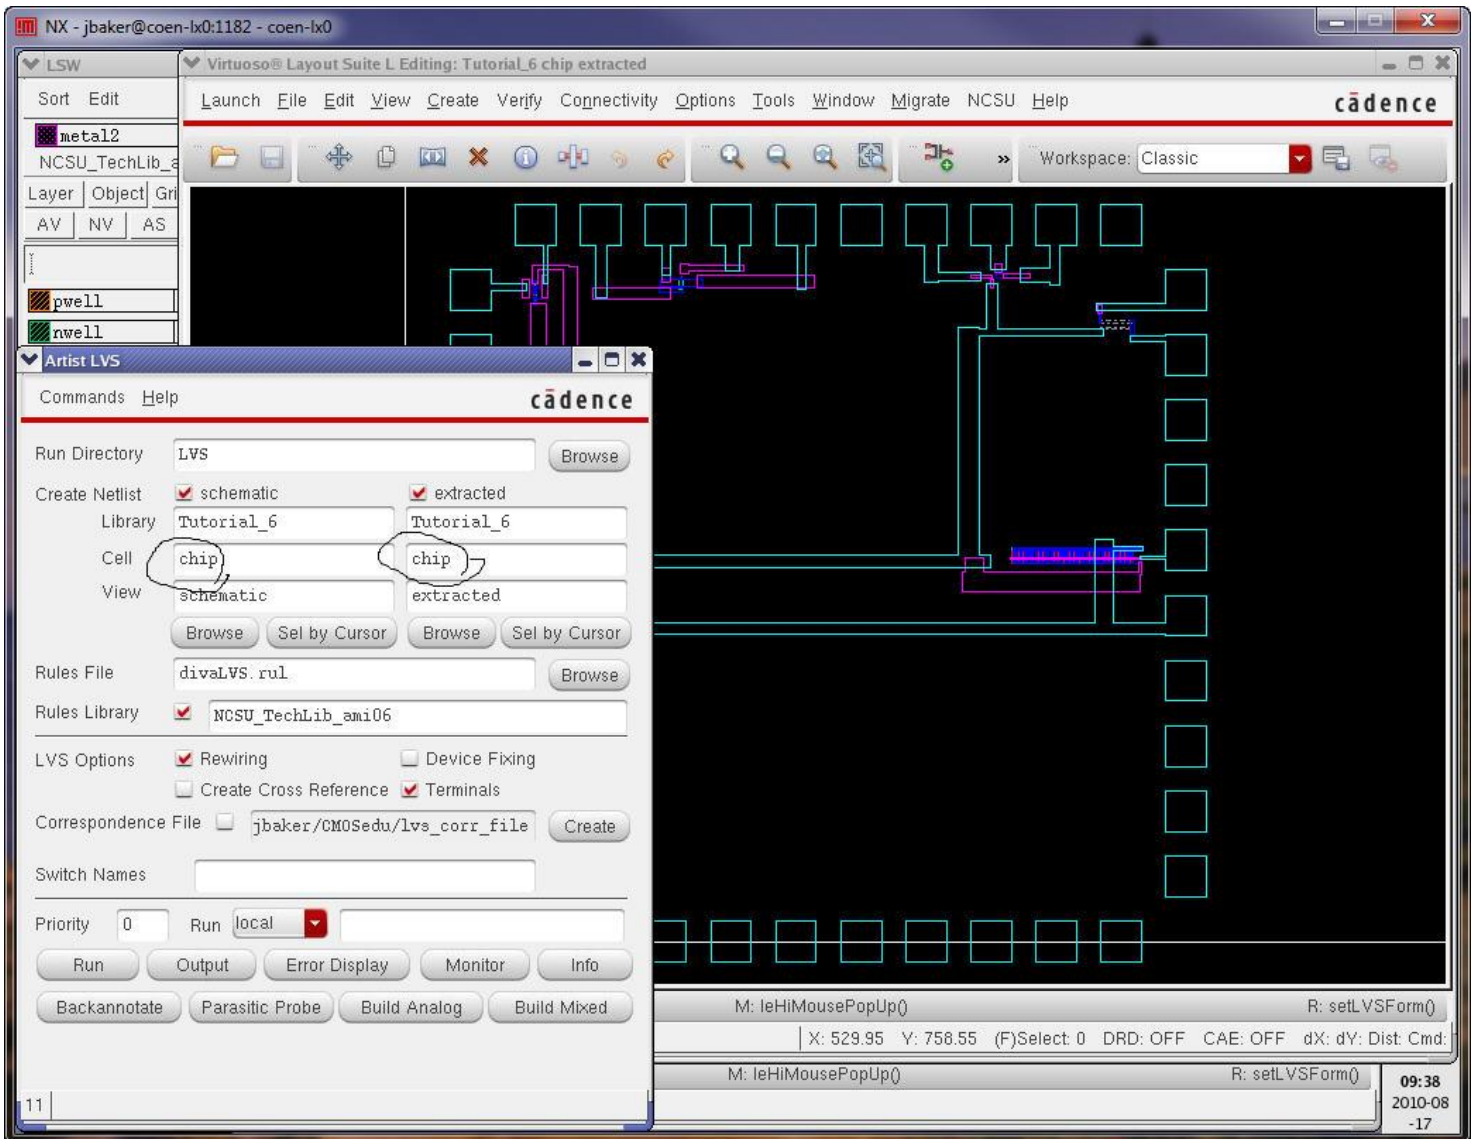 NX - jbaker@coen-lx0:1182 - coen-lx0
LSW
Virtuoso® Layout Suite L Editing: Tutorial_6 chip extracted
Sort Edit
Launch File Edit View Create Verify Connectivity Options Tools Window Migrate NCSU Help
cādence
metal2
NCSU_TechLib_a
Workspace: Classic
Layer Object Gri
AV NV AS
pwell
nwell
Artist LVS
Commands Help
cādence
Run Directory LVS Browse
Create Netlist schematic extracted
Library Tutorial_6 Tutorial_6
Cell chip chip
View schematic extracted
Browse Sel by Cursor Browse Sel by Cursor
Rules File divaLVS.rul Browse
Rules Library NCSU_TechLib_ami06
LVS Options Rewiring Device Fixing
Create Cross Reference Terminals
Correspondence File jbaker/CMOSedu/lvs_corr_file Create
Switch Names
Priority 0 Run local
Run Output Error Display Monitor Info
Backannotate Parasitic Probe Build Analog Build Mixed
M: leHiMousePopUp() R: setLVSForm()
X: 529.95 Y: 758.55 (F)Select: 0 DRD: OFF CAE: OFF dX: dY: Dist: Cmd:
M: leHiMousePopUp() R: setLVSForm()
11
09:38
2010-08
-17